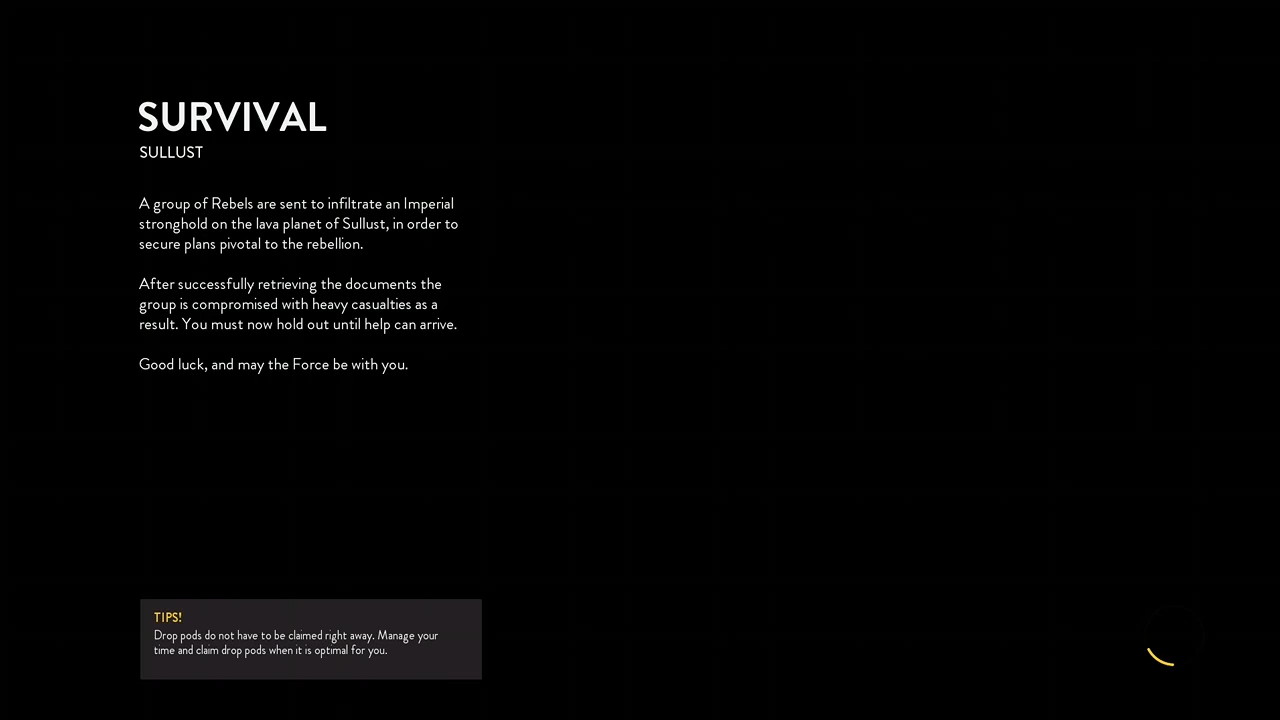 SURVIVAL
SULLUST
A group of Rebels are sent to infiltrate an Imperial
stronghold on the lava planet of Sullust, in order to
secure plans pivotal to the rebellion.
After successfully retrieving the documents the
group is compromised with heavy casualties as a
result. You must now hold out until help can arrive.
Good luck, and may the Force be with you.
TIPS!
Drop pods do not have to be claimed right away. Manage your
time and claim drop pods when it is optimal for you.